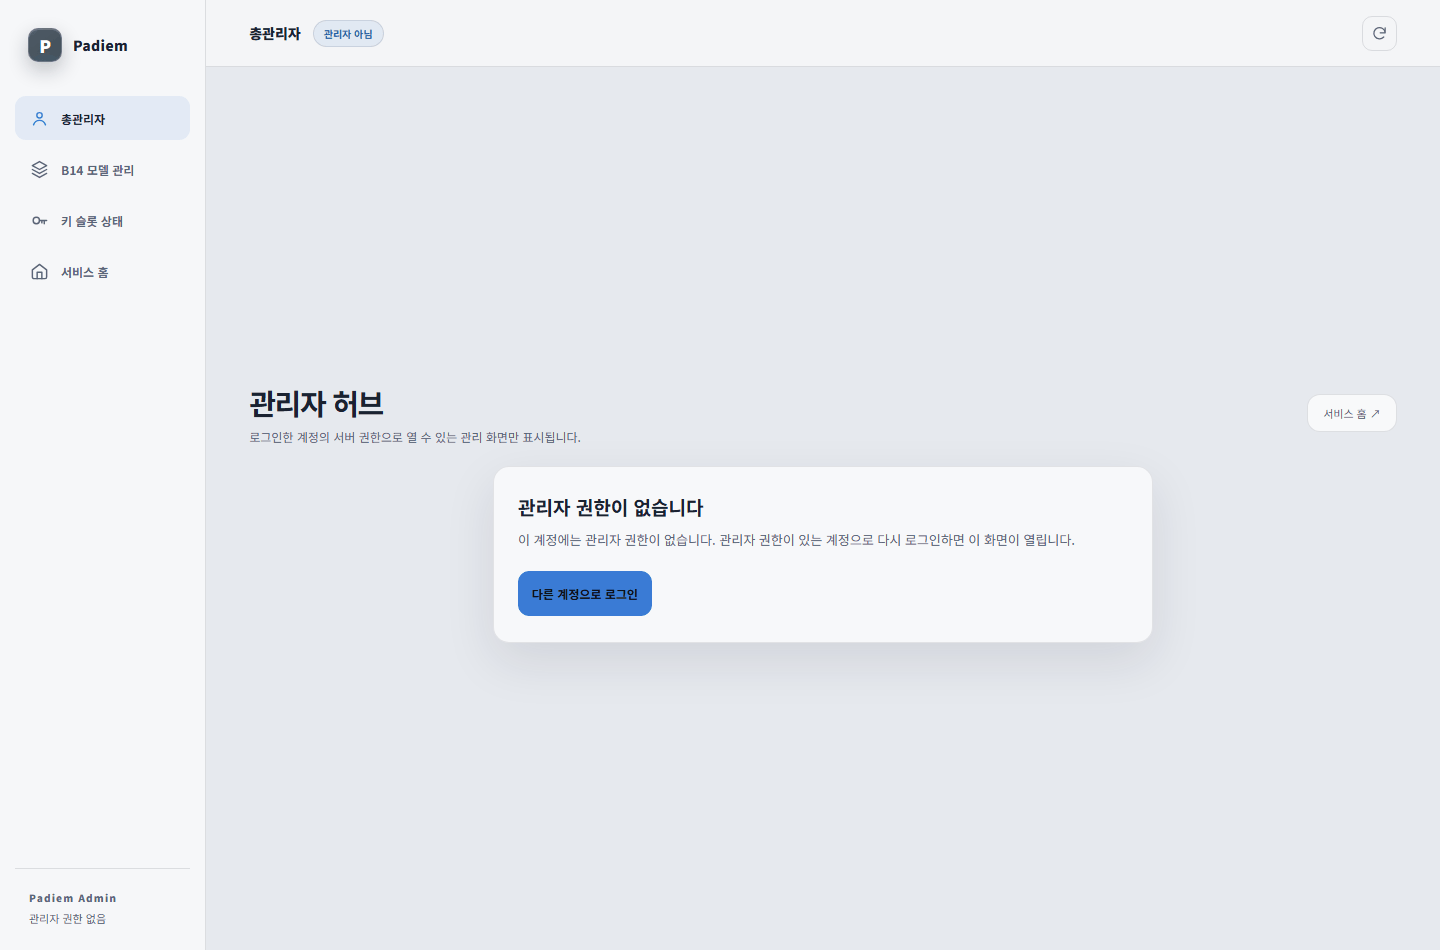 P Padiem
총관리자
B14 모델 관리
키 슬롯 상태
서비스 홈
Padiem Admin
관리자 권한 없음
총관리자 관리자 아님
관리자 허브
로그인한 계정의 서버 권한으로 열 수 있는 관리 화면만 표시됩니다.
서비스 홈 ↗
관리자 권한이 없습니다
이 계정에는 관리자 권한이 없습니다. 관리자 권한이 있는 계정으로 다시 로그인하면 이 화면이 열립니다.
다른 계정으로 로그인